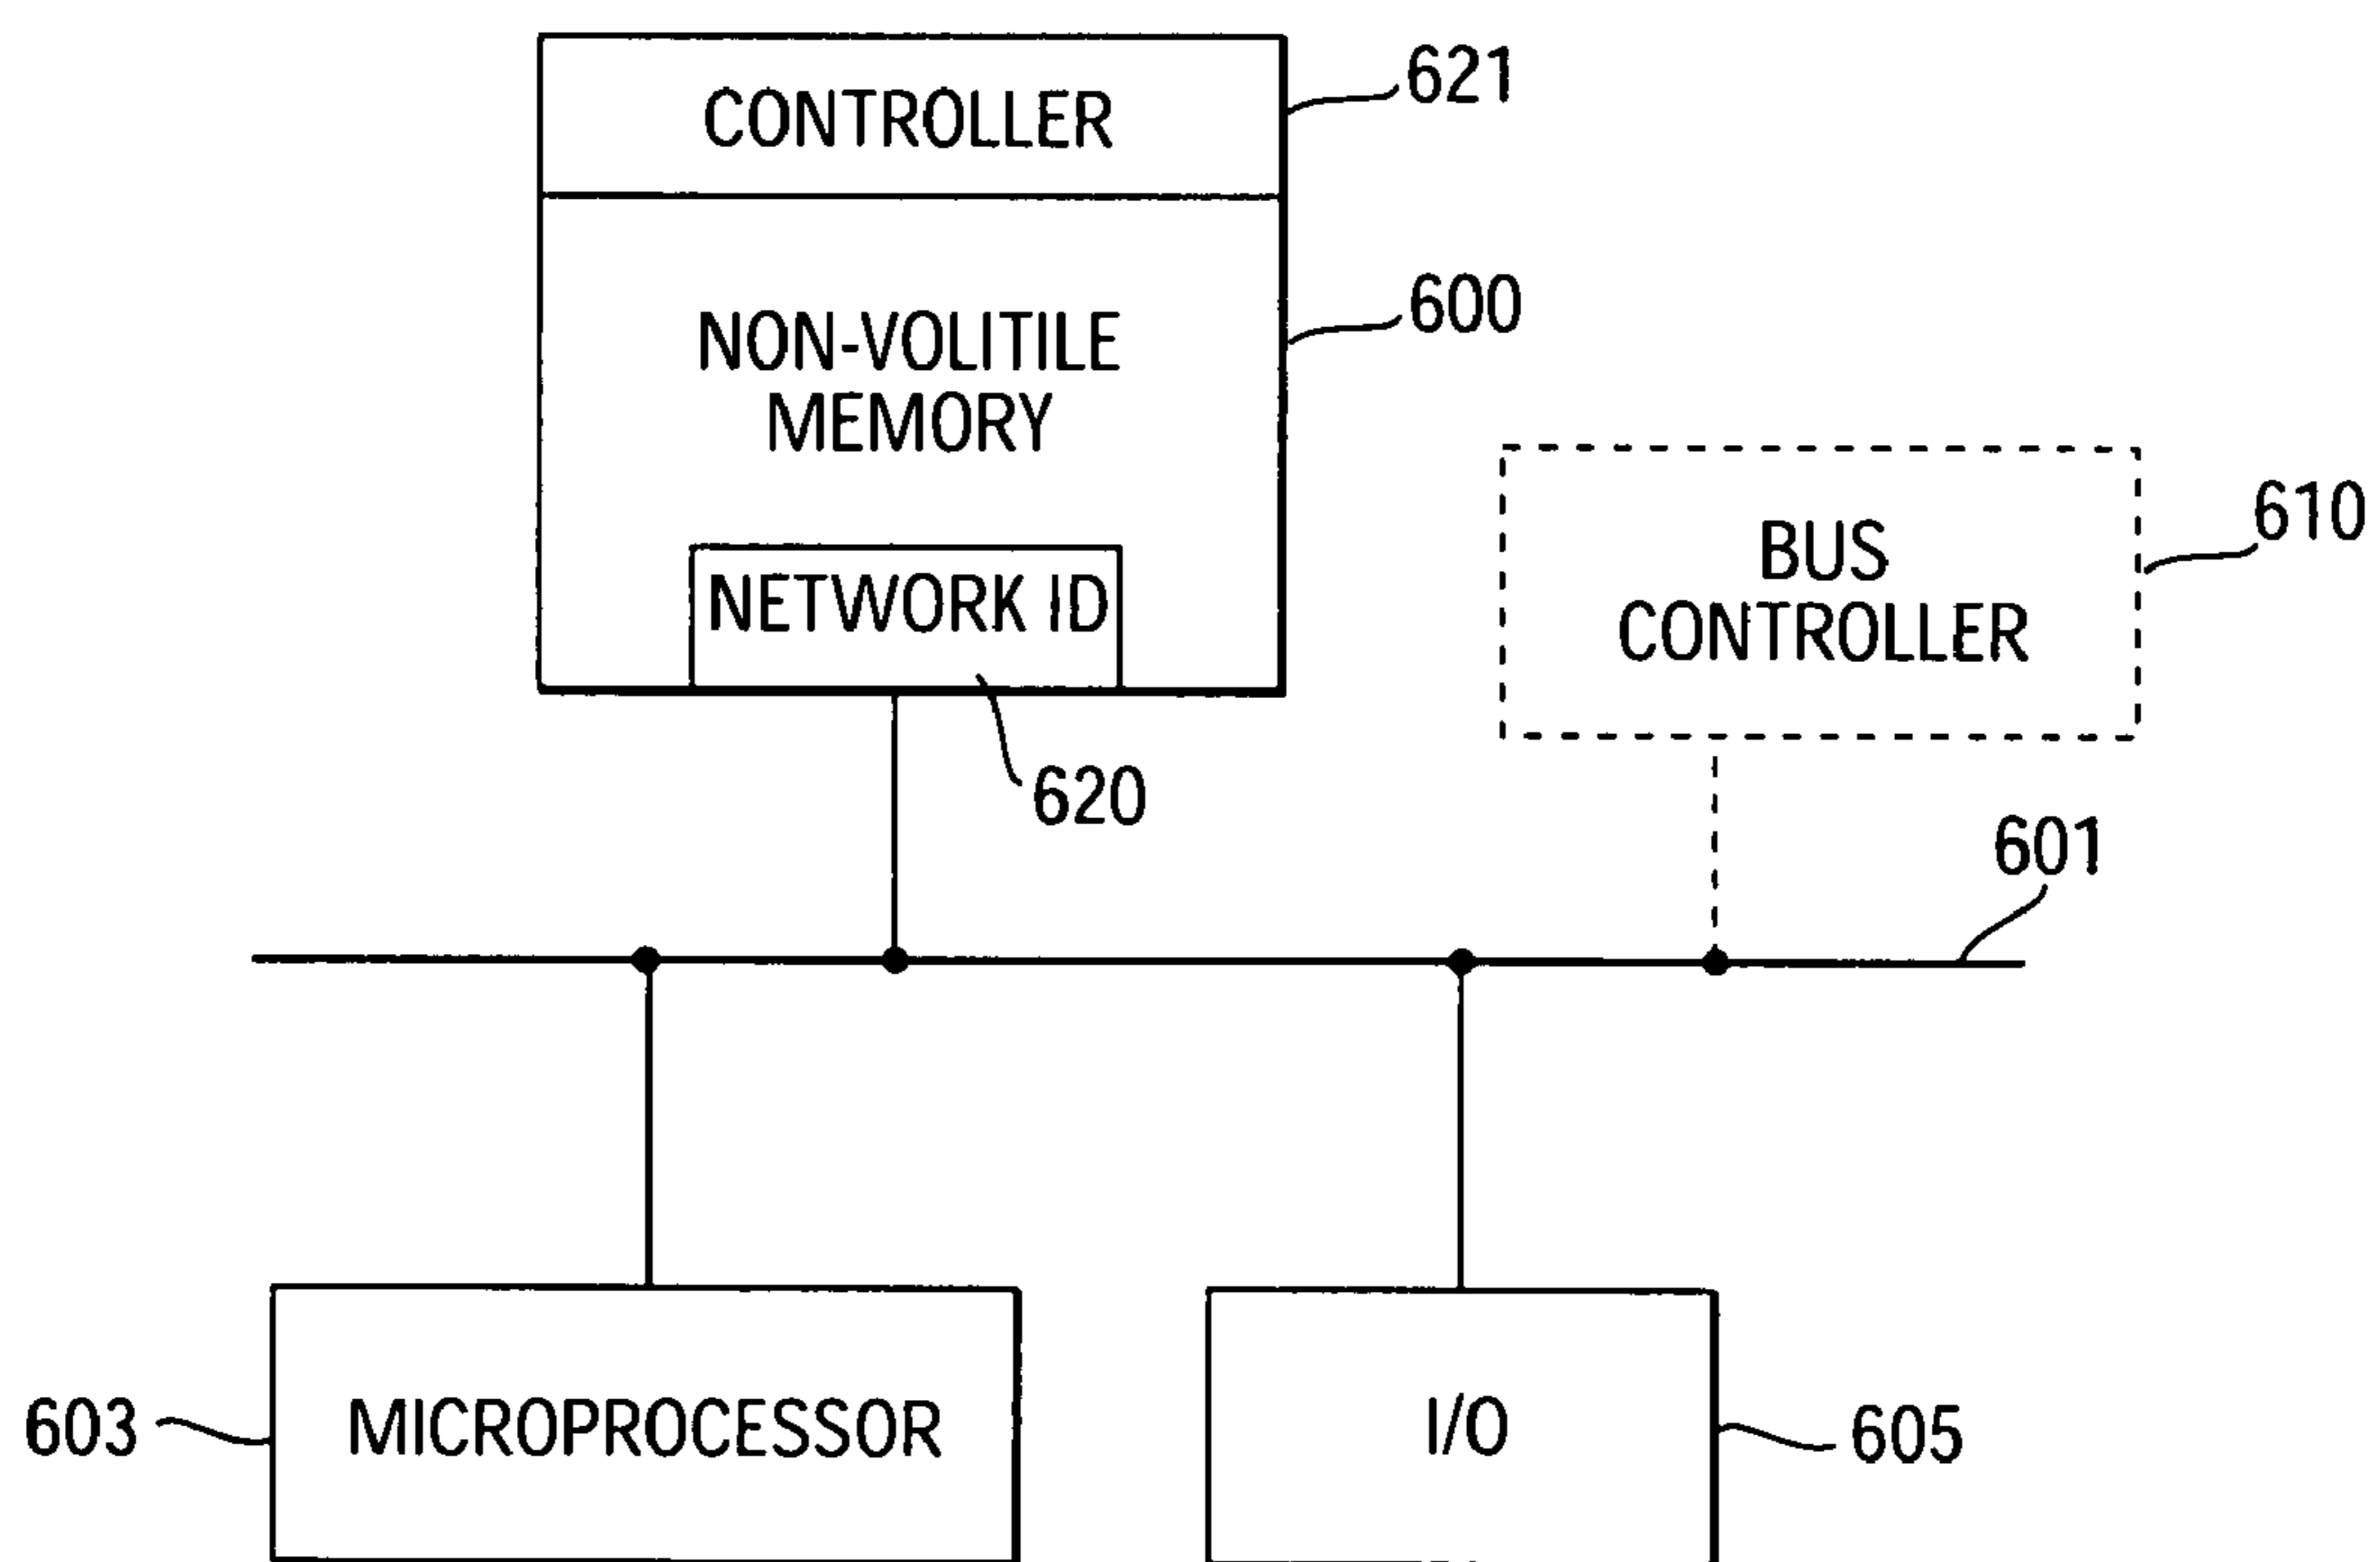 CONTROLLER
621
NON-VOLITILE
MEMORY
600
NETWORK ID
620
BUS
CONTROLLER
610
601
603
MICROPROCESSOR
I/O
605